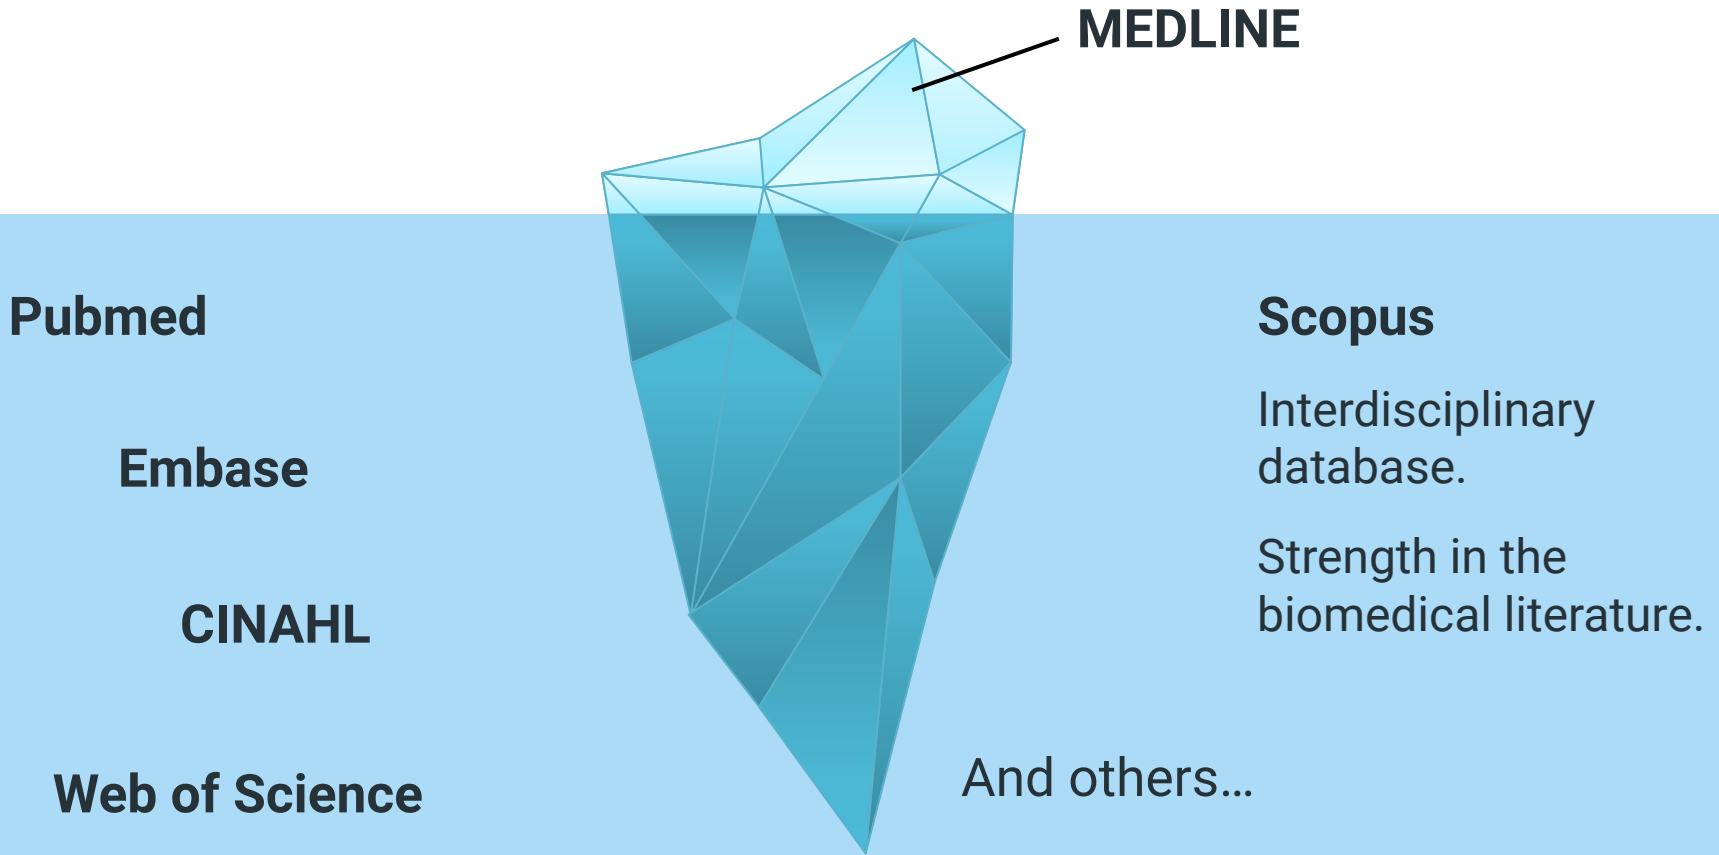 MEDLINE
Pubmed
Embase
CINAHL
Web of Science
Scopus
Interdisciplinary
database.
Strength in the
biomedical literature.
And others...